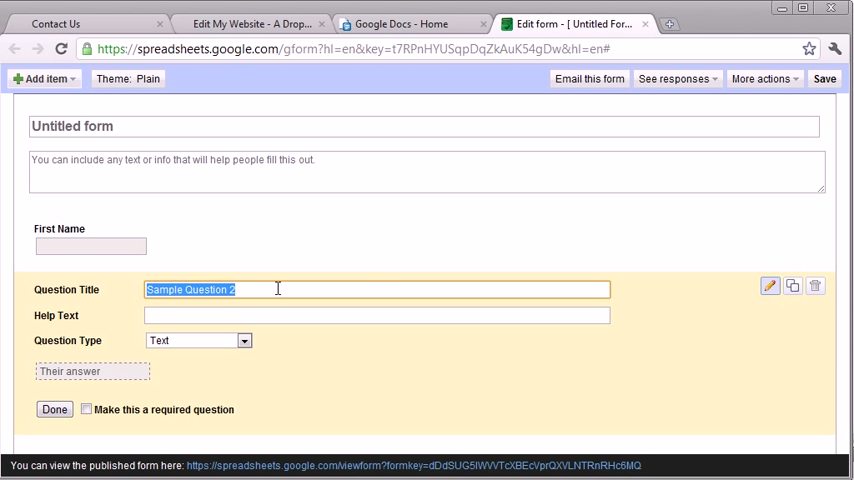 Contact Us
Edit My Website - A Drop...
Google Docs - Home
Edit form - [ Untitled For...
https://spreadsheets.google.com/gform?hl=en&key=t7RPnHYUSqpDqZkAuK54gDw&hl=en#
Add item
Theme: Plain
Email this form
See responses
More actions
Save
Untitled form
You can include any text or info that will help people fill this out.
First Name
Question Title
Sample Question 2
Help Text
Question Type
Text
Their answer
Done
Make this a required question
You can view the published form here: https://spreadsheets.google.com/viewform?formkey=dDdSUG5IWVVTcXBEcVprQXVLNTRnRHc6MQ